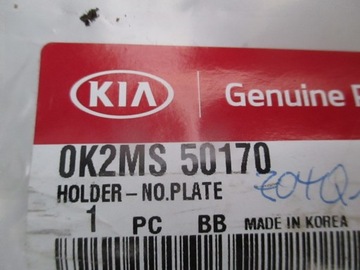 KIA
Genuine
0K2MS 50170
HOLDER-NO.PLATE
1 PC BB MADE IN KOREA